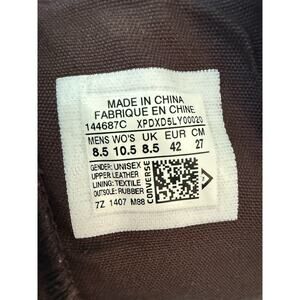 MADE IN CHINA
FABRIQUE EN CHINE
144687C XPDXD5LY00020
MENS WO'S UK EUR CM
8.5 10.5 8.5 42 27
GENDER: UNISEX
UPPER: LEATHER
LINING: TEXTILE
OUTSOLE: RUBBER
7Z 1407 M88
CONVERSE